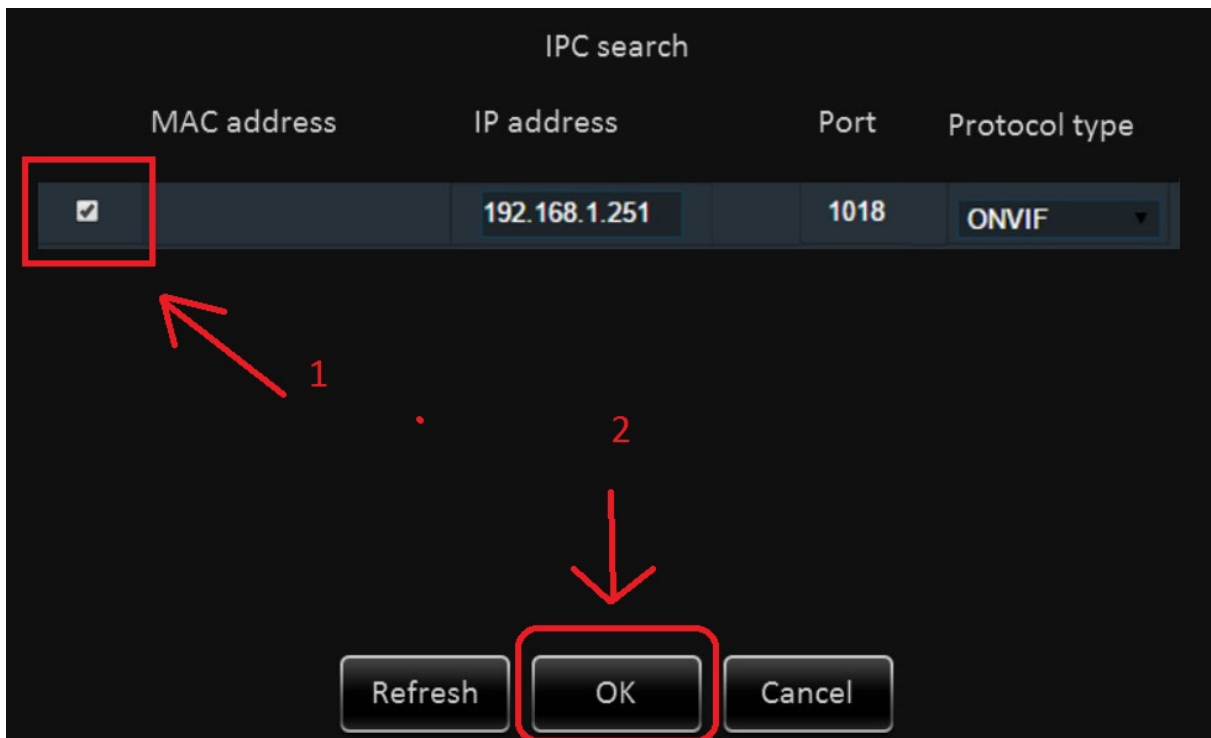 IPC search
MAC address IP address Port Protocol type
192.168.1.251 1018 ONVIF
1
2
Refresh OK Cancel